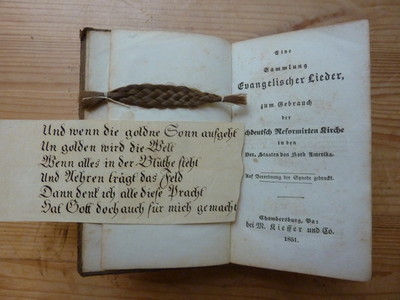 Und wenn die goldne Sonn aufgeht
Un golden wird die Welt
Wenn alles in der Blüthe steht
Und Aehren trägt das Feld
Dann denk ich alle diese Pracht
Hat Gott doch auch für mich gemacht
Eine
Sammlung
Evangelischer Lieder,
zum Gebrauch
der
chdeutsch Reformirten Kirche
in den
Ver. Staaten von Nord Amerika.
Auf Verordnung der Synode gedruckt.
Chambersburg, Pa:
bei M. Kieffer und Co.
1851.